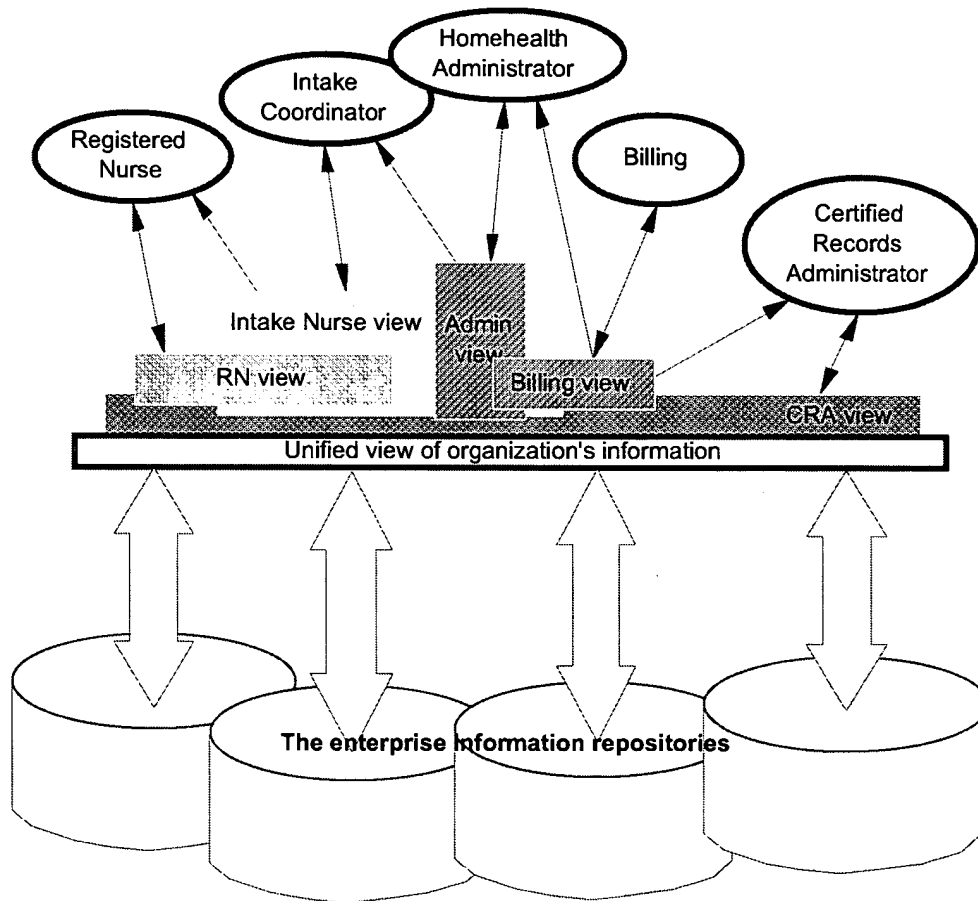 Homehealth
Administrator
Intake
Coordinator
Registered
Nurse
Billing
Certified
Records
Administrator
Intake Nurse view
Admin
view
RN view
Billing view
CRA view
Unified view of organization's information
The enterprise information repositories